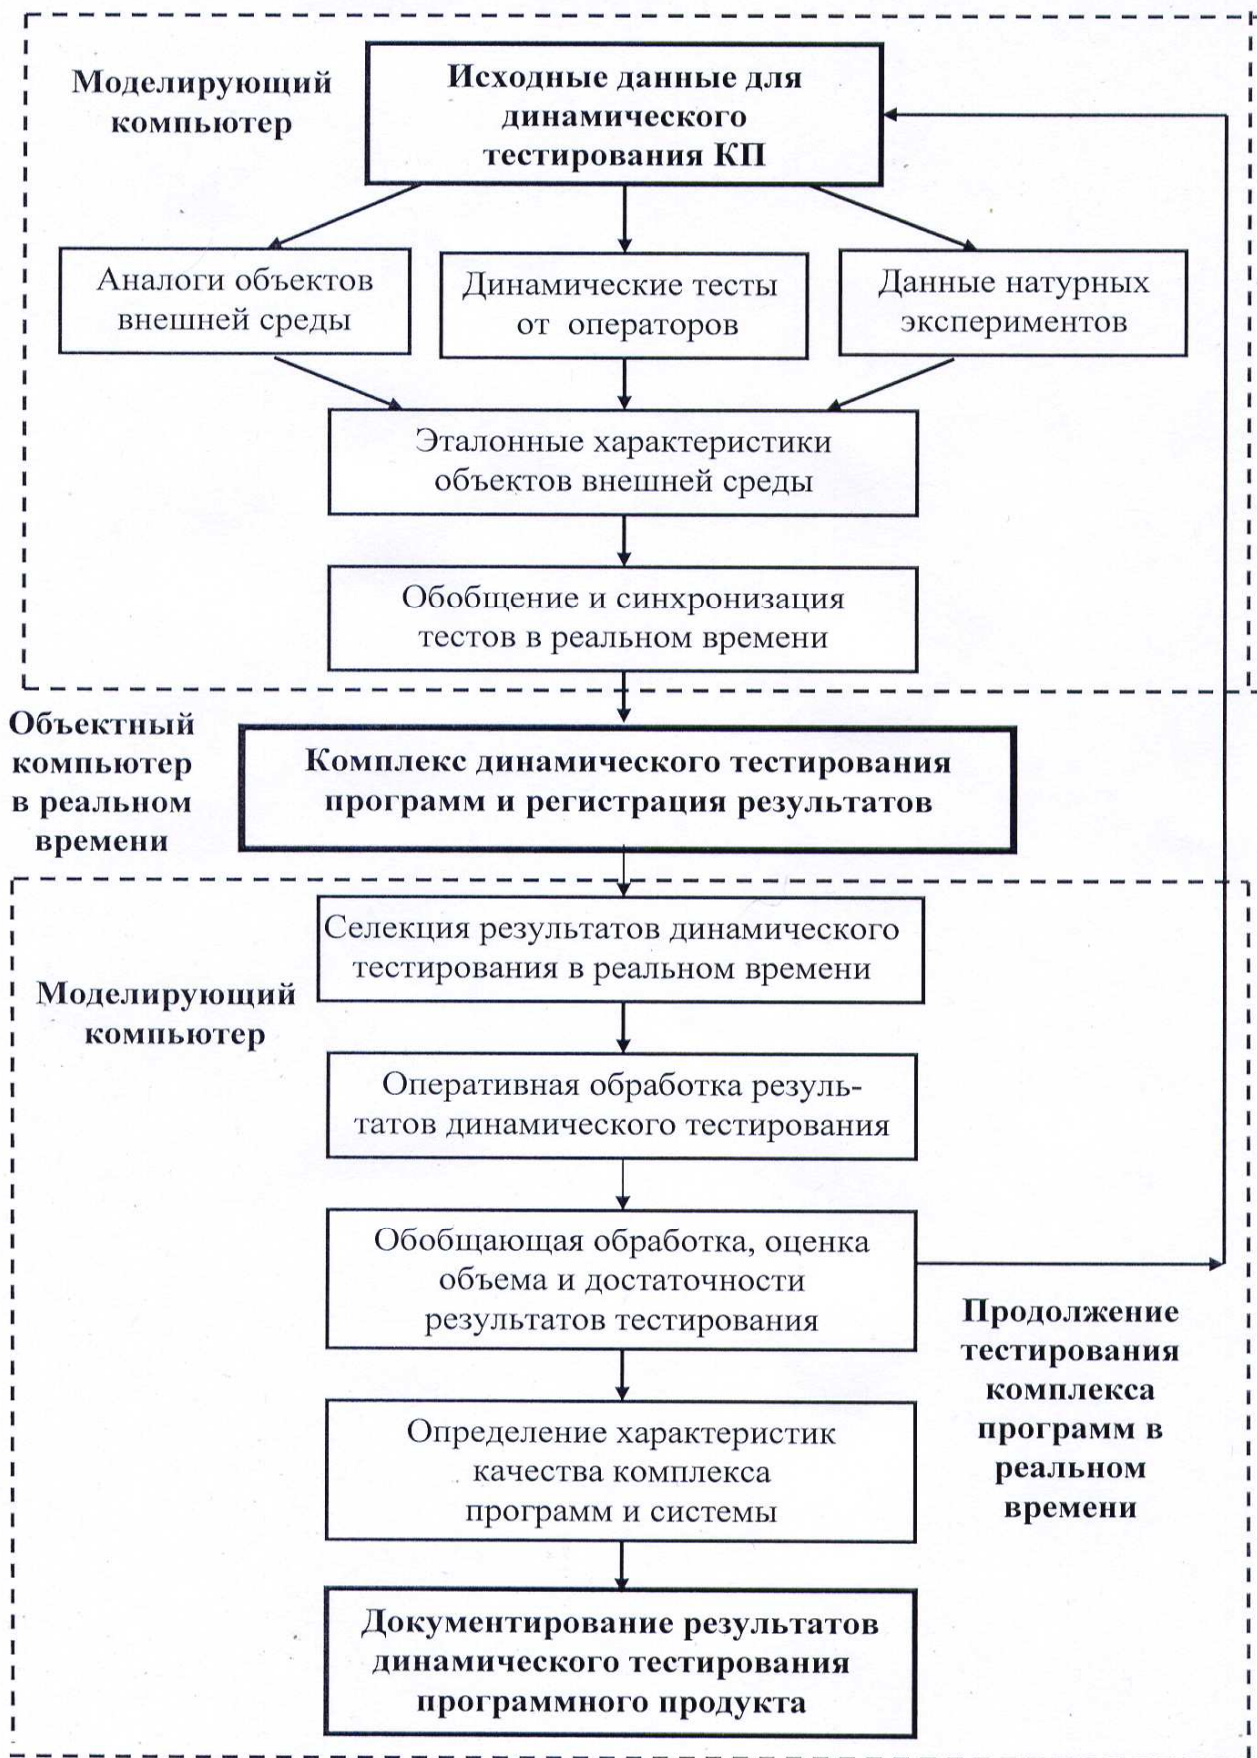 Моделирующий
компьютер
Исходные данные для
динамического
тестирования КП
Аналоги объектов
внешней среды
Динамические тесты
от операторов
Данные натурных
экспериментов
Эталонные характеристики
объектов внешней среды
Обобщение и синхронизация
тестов в реальном времени
Объектный
компьютер
в реальном
времени
Комплекс динамического тестирования
программ и регистрация результатов
Селекция результатов динамического
тестирования в реальном времени
Моделирующий
компьютер
Оперативная обработка резуль-
татов динамического тестирования
Обобщающая обработка, оценка
объема и достаточности
результатов тестирования
Продолжение
тестирования
комплекса
программ в
реальном
времени
Определение характеристик
качества комплекса
программ и системы
Документирование результатов
динамического тестирования
программного продукта